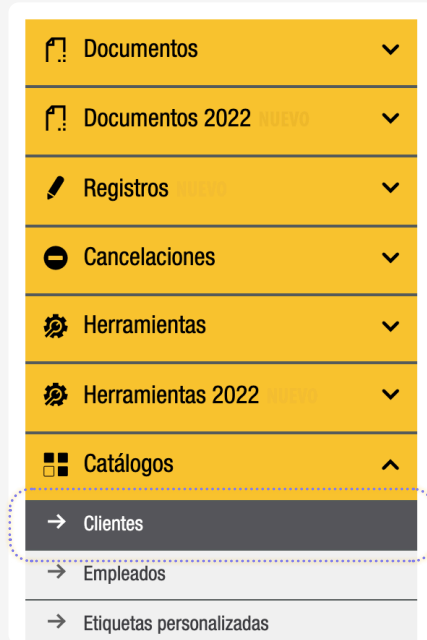 Documentos
Documentos 2022 NUEVO
Registros NUEVO
Cancelaciones
Herramientas
Herramientas 2022 NUEVO
Catálogos
Clientes
Empleados
Etiquetas personalizadas